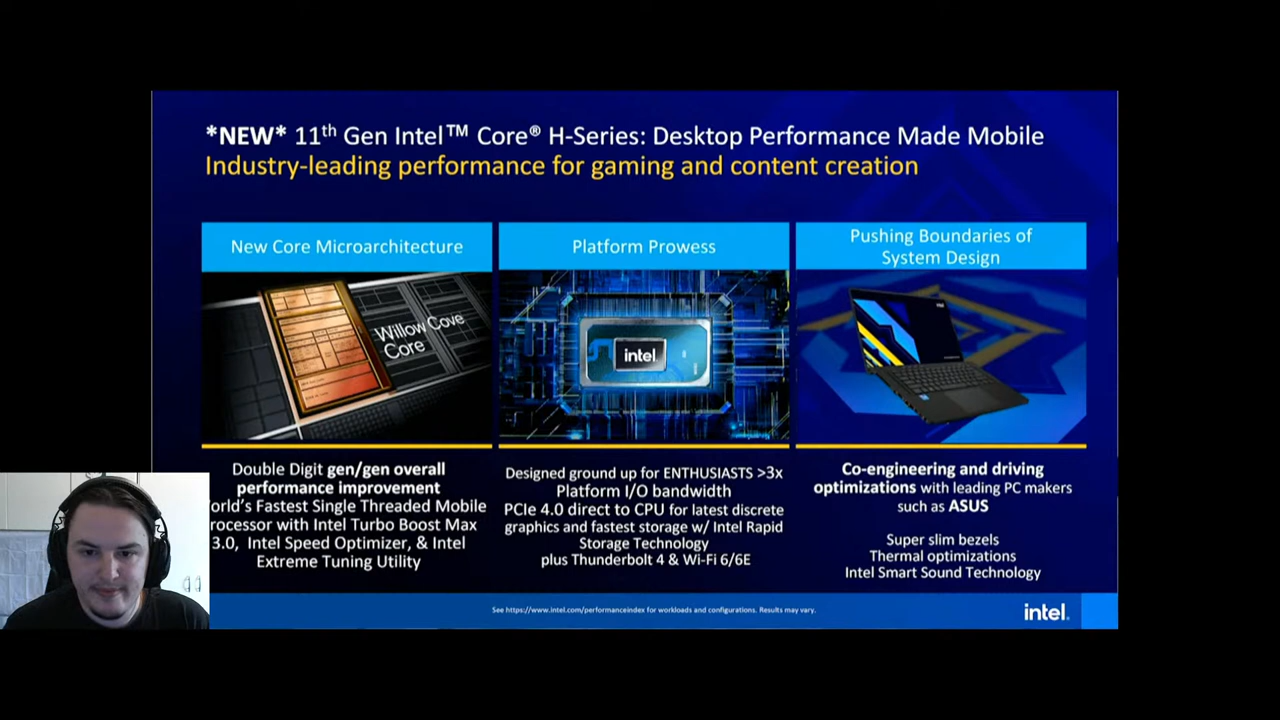 *NEW* 11th Gen Intel™ Core® H-Series: Desktop Performance Made Mobile
Industry-leading performance for gaming and content creation
New Core Microarchitecture
Willow Cove
Core
Double Digit gen/gen overall
performance improvement
orld's Fastest Single Threaded Mobile
rocessor with Intel Turbo Boost Max
3.0, Intel Speed Optimizer, & Intel
Extreme Tuning Utility
Platform Prowess
intel
Designed ground up for ENTHUSIASTS >3x
Platform I/O bandwidth
PCIe 4.0 direct to CPU for latest discrete
graphics and fastest storage w/ Intel Rapid
Storage Technology
plus Thunderbolt 4 & Wi-Fi 6/6E
Pushing Boundaries of
System Design
Co-engineering and driving
optimizations with leading PC makers
such as ASUS
Super slim bezels
Thermal optimizations
Intel Smart Sound Technology
See https://www.intel.com/performanceindex for workloads and configurations. Results may vary.
intel.